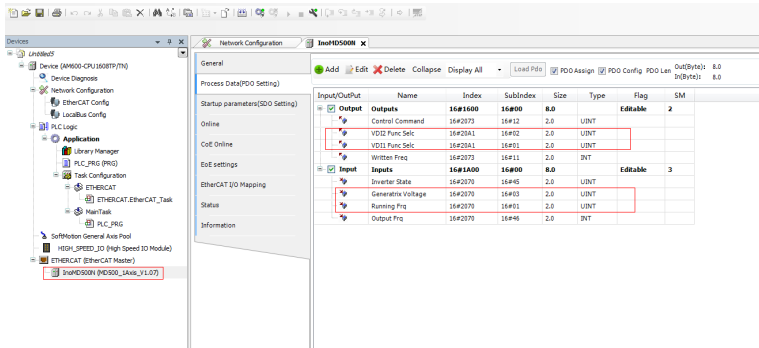 Devices
Untitled5
Device (AM600-CPU1608TP/TN)
Device Diagnosis
Network Configuration
EtherCAT Config
LocalBus Config
PLC Logic
Application
Library Manager
PLC_PRG (PRG)
Task Configuration
ETHERCAT
ETHERCAT.EtherCAT_Task
MainTask
PLC_PRG
SoftMotion General Axis Pool
HIGH_SPEED_IO (High Speed IO Module)
ETHERCAT (EtherCAT Master)
InoMD500N (MD500_1Axis_V1.07)
Network Configuration
InoMD500N
General
Process Data(PDO Setting)
Startup parameters(SDO Setting)
Online
CoE Online
EoE settings
EtherCAT I/O Mapping
Status
Information
Add Edit Delete Collapse Display All Load Pdo PDO Assign PDO Config PDO Len Out(Byte): 8.0
In(Byte): 8.0
Input/OutPut Name Index SubIndex Size Type Flag SM
Output Outputs 16#1600 16#00 8.0 Editable 2
Control Command 16#2073 16#12 2.0 UINT
VDI2 Func Selc 16#20A1 16#02 2.0 UINT
VDI1 Func Selc 16#20A1 16#01 2.0 UINT
Written Freq 16#2073 16#11 2.0 INT
Input Inputs 16#1A00 16#00 8.0 Editable 3
Inverter State 16#2070 16#45 2.0 UINT
Generatrix Voltage 16#2070 16#03 2.0 UINT
Running Frq 16#2070 16#01 2.0 UINT
Output Frq 16#2070 16#46 2.0 INT